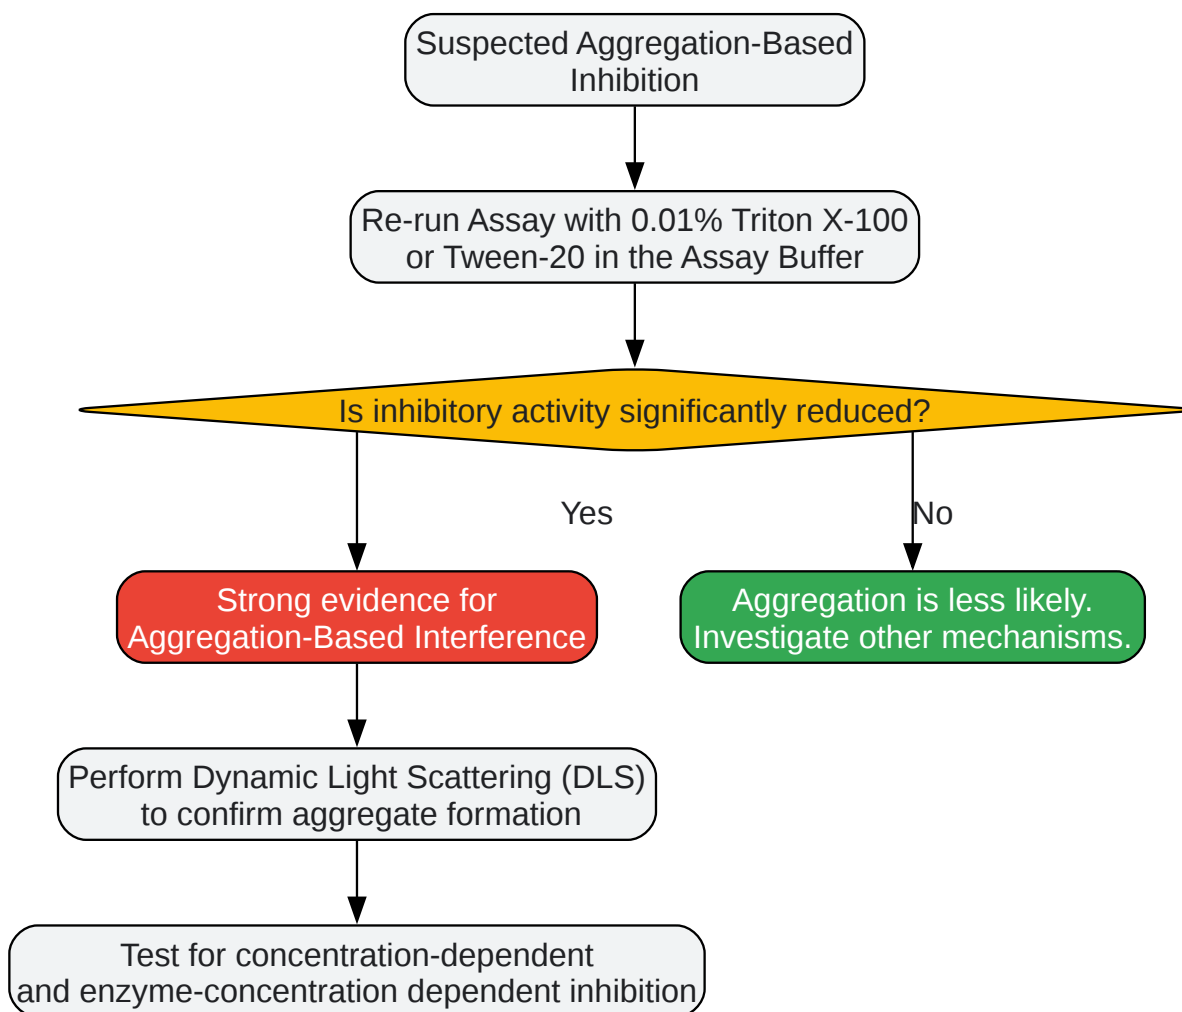 Suspected Aggregation-Based
Inhibition
Re-run Assay with 0.01% Triton X-100
or Tween-20 in the Assay Buffer
Is inhibitory activity significantly reduced?
Yes
No
Strong evidence for
Aggregation-Based Interference
Aggregation is less likely.
Investigate other mechanisms.
Perform Dynamic Light Scattering (DLS)
to confirm aggregate formation
Test for concentration-dependent
and enzyme-concentration dependent inhibition